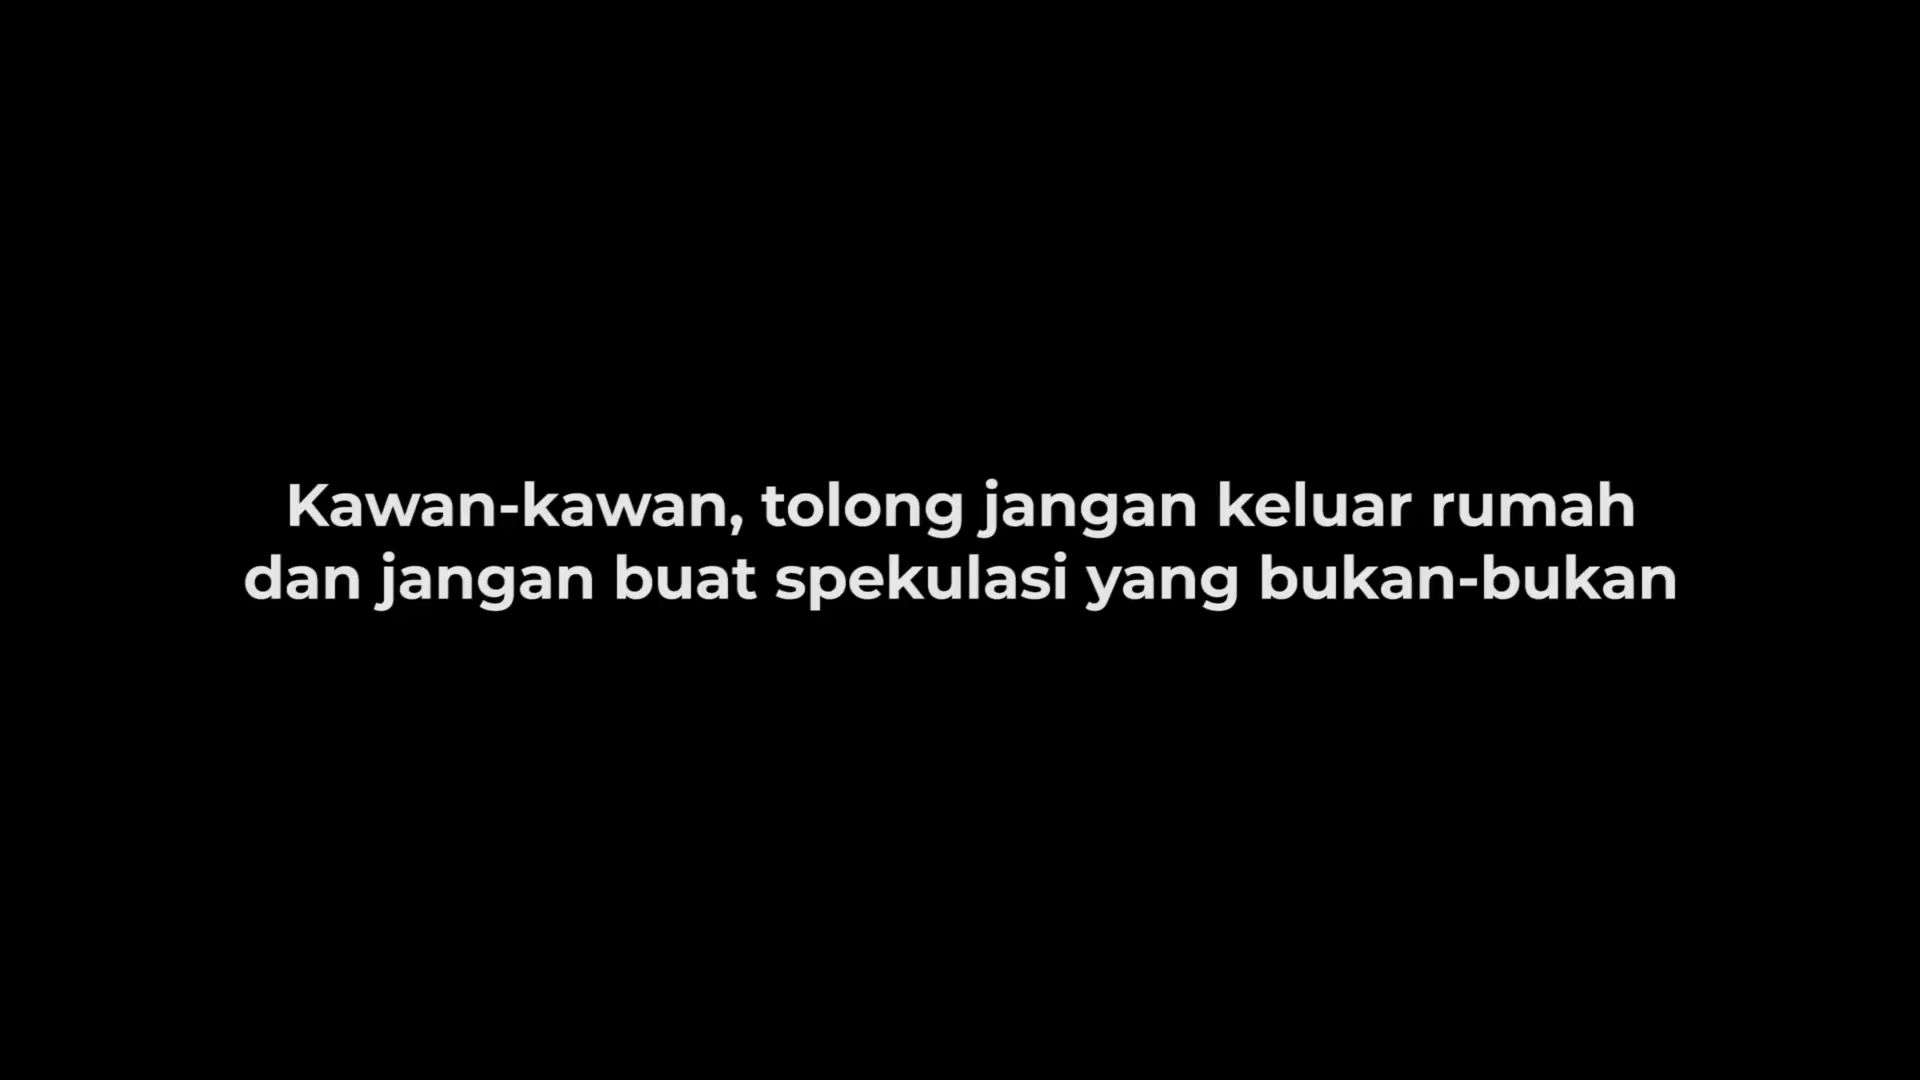 Kawan-kawan, tolong jangan keluar rumah
dan jangan buat spekulasi yang bukan-bukan